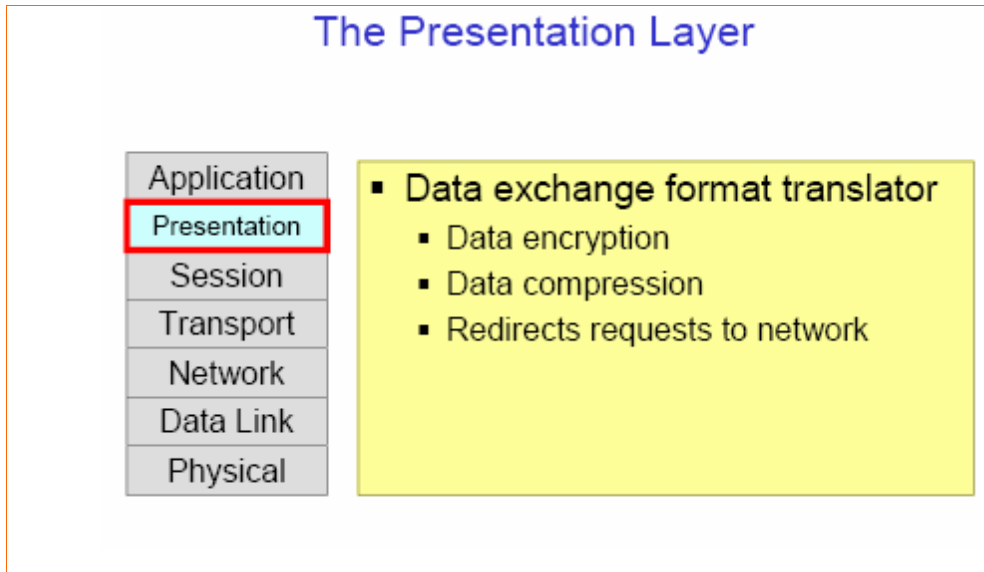 The Presentation Layer
Application
Presentation
Session
Transport
Network
Data Link
Physical
▪ Data exchange format translator
▪ Data encryption
▪ Data compression
▪ Redirects requests to network